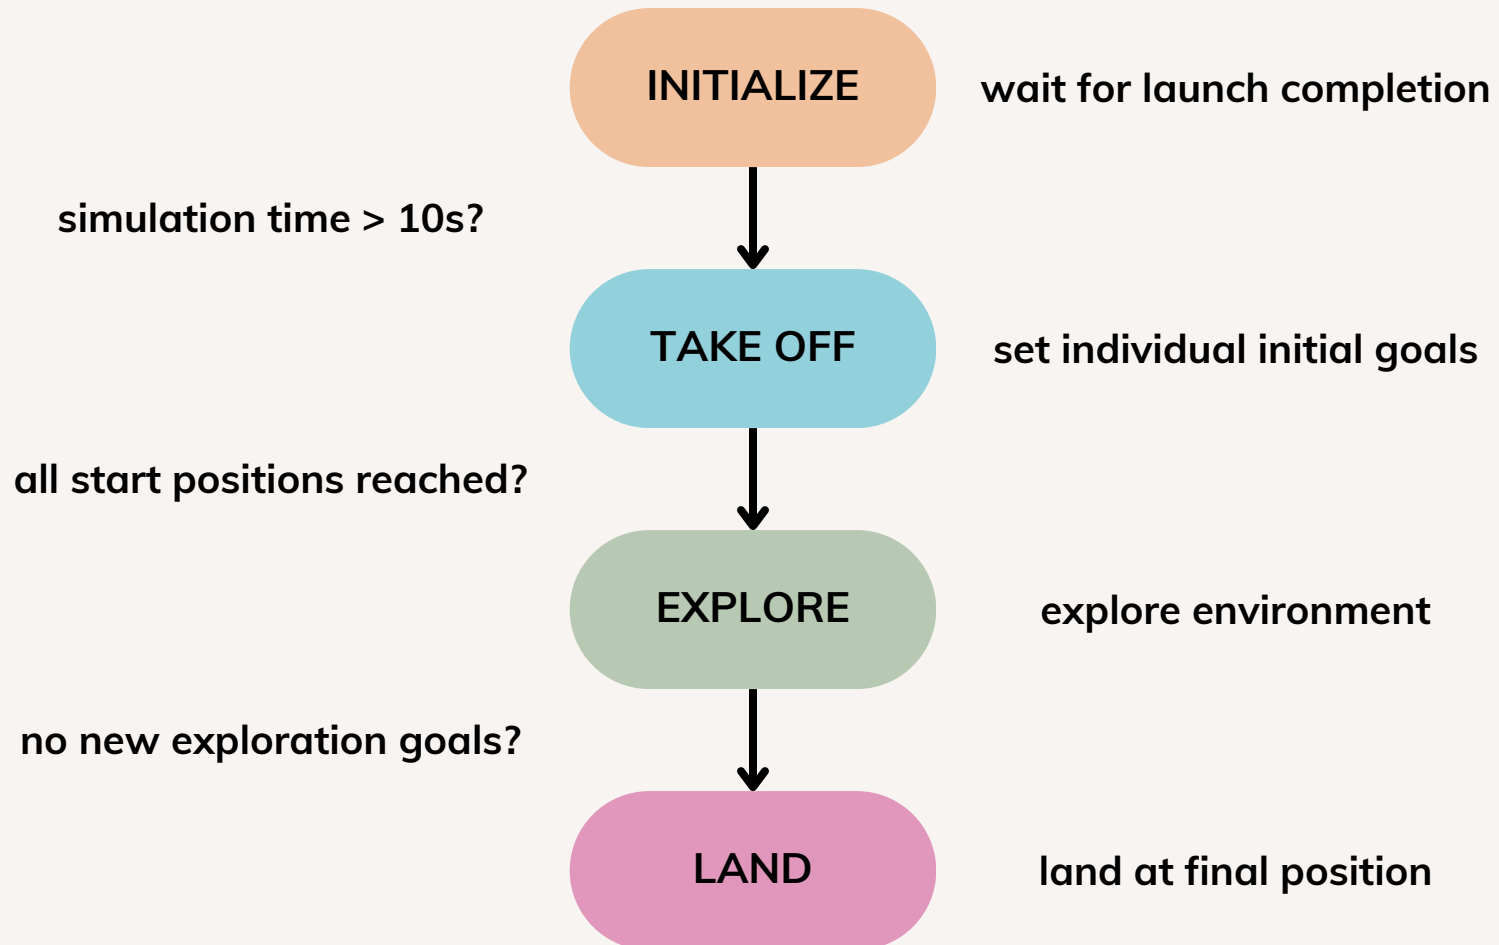 INITIALIZE
wait for launch completion
simulation time > 10s?
TAKE OFF
set individual initial goals
all start positions reached?
EXPLORE
explore environment
no new exploration goals?
LAND
land at final position